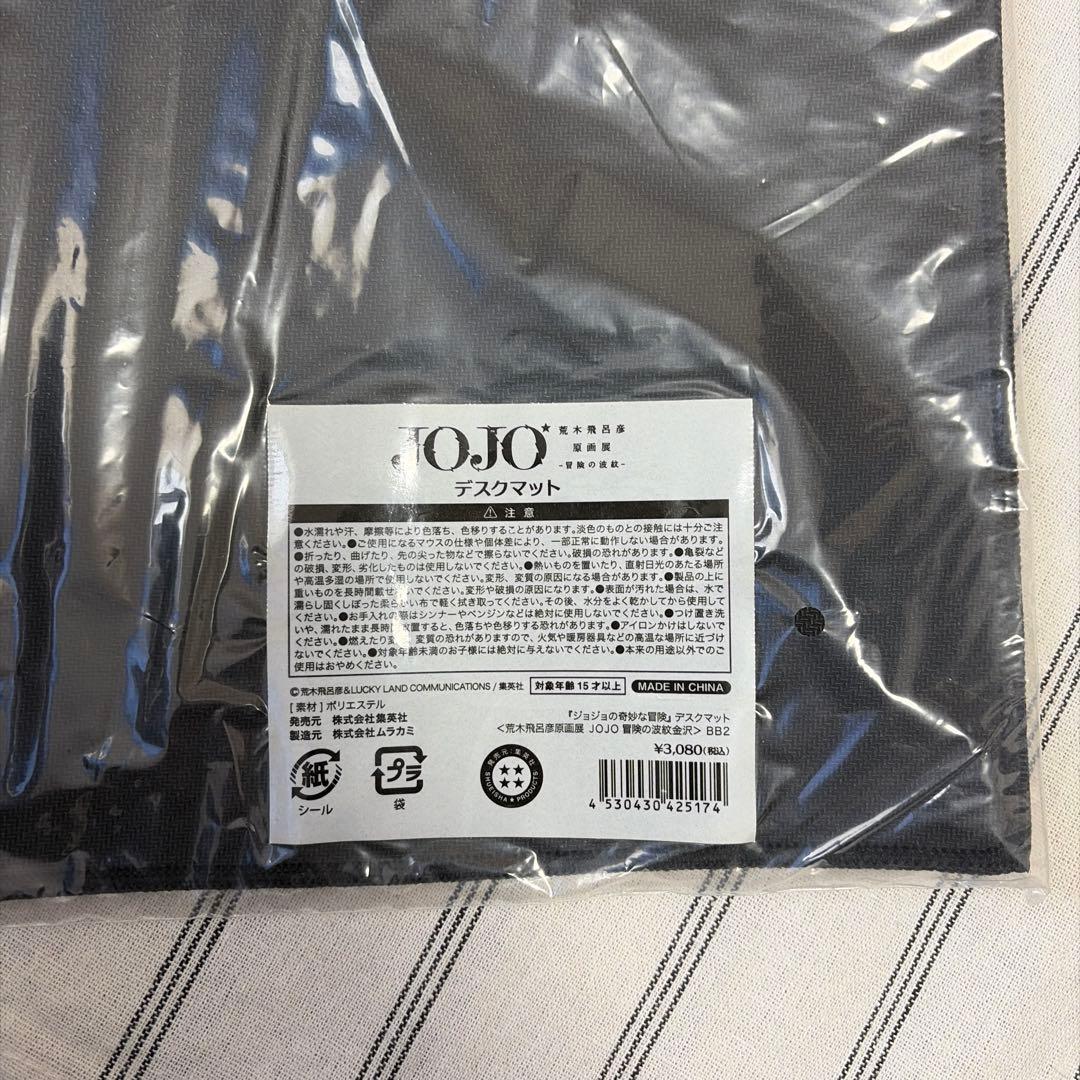 JOJO
荒木飛呂彦
原画展
-冒険の波紋-
デスクマット
⚠ 注意
●水濡れや汗、摩擦等により色落ち、色移りすることがあります。淡色のものとの接触には十分ご注
意ください。●ご使用になるマウスの仕様や個体差により、一部正常に動作しない場合があります。
●折ったり、曲げたり、先の尖った物などで擦らないでください。破損の恐れがあります。●亀裂など
の破損、変形、劣化したものは使用しないでください。●熱いものを置いたり、直射日光のあたる場所
や高温多湿の場所で使用しないでください。変形、変質の原因になる場合があります。●製品の上に
重いものを長時間載せないでください。変形や破損の原因になります。●表面が汚れた場合は、水で
濡らし固くしぼった柔らかい布で軽く拭き取ってください。その後、水分をよく乾かしてから使用して
ください。●お手入れの際はシンナーやベンジンなどは絶対に使用しないでください。●つけ置き洗
いや、濡れたまま長時間放置すると、色落ちや色移りする恐れがあります。●アイロンかけはしないで
ください。●燃えたり変形、変質の恐れがありますので、火気や暖房器具などの高温な場所に近づけ
ないでください。●対象年齢未満のお子様には絶対に与えないでください。●本来の用途以外でのご
使用はおやめください。
©荒木飛呂彦&LUCKY LAND COMMUNICATIONS / 集英社 対象年齢15才以上 MADE IN CHINA
[ 素材 ] ポリエステル
発売元 株式会社集英社
製造元 株式会社ムラカミ
『ジョジョの奇妙な冒険』デスクマット
<荒木飛呂彦原画展 JOJO 冒険の波紋金沢> BB2
¥3,080(税込)
紙
シール
プラ
袋
発売元:集英社
SHUEISHA★PRODUCTS
4 530430 425174